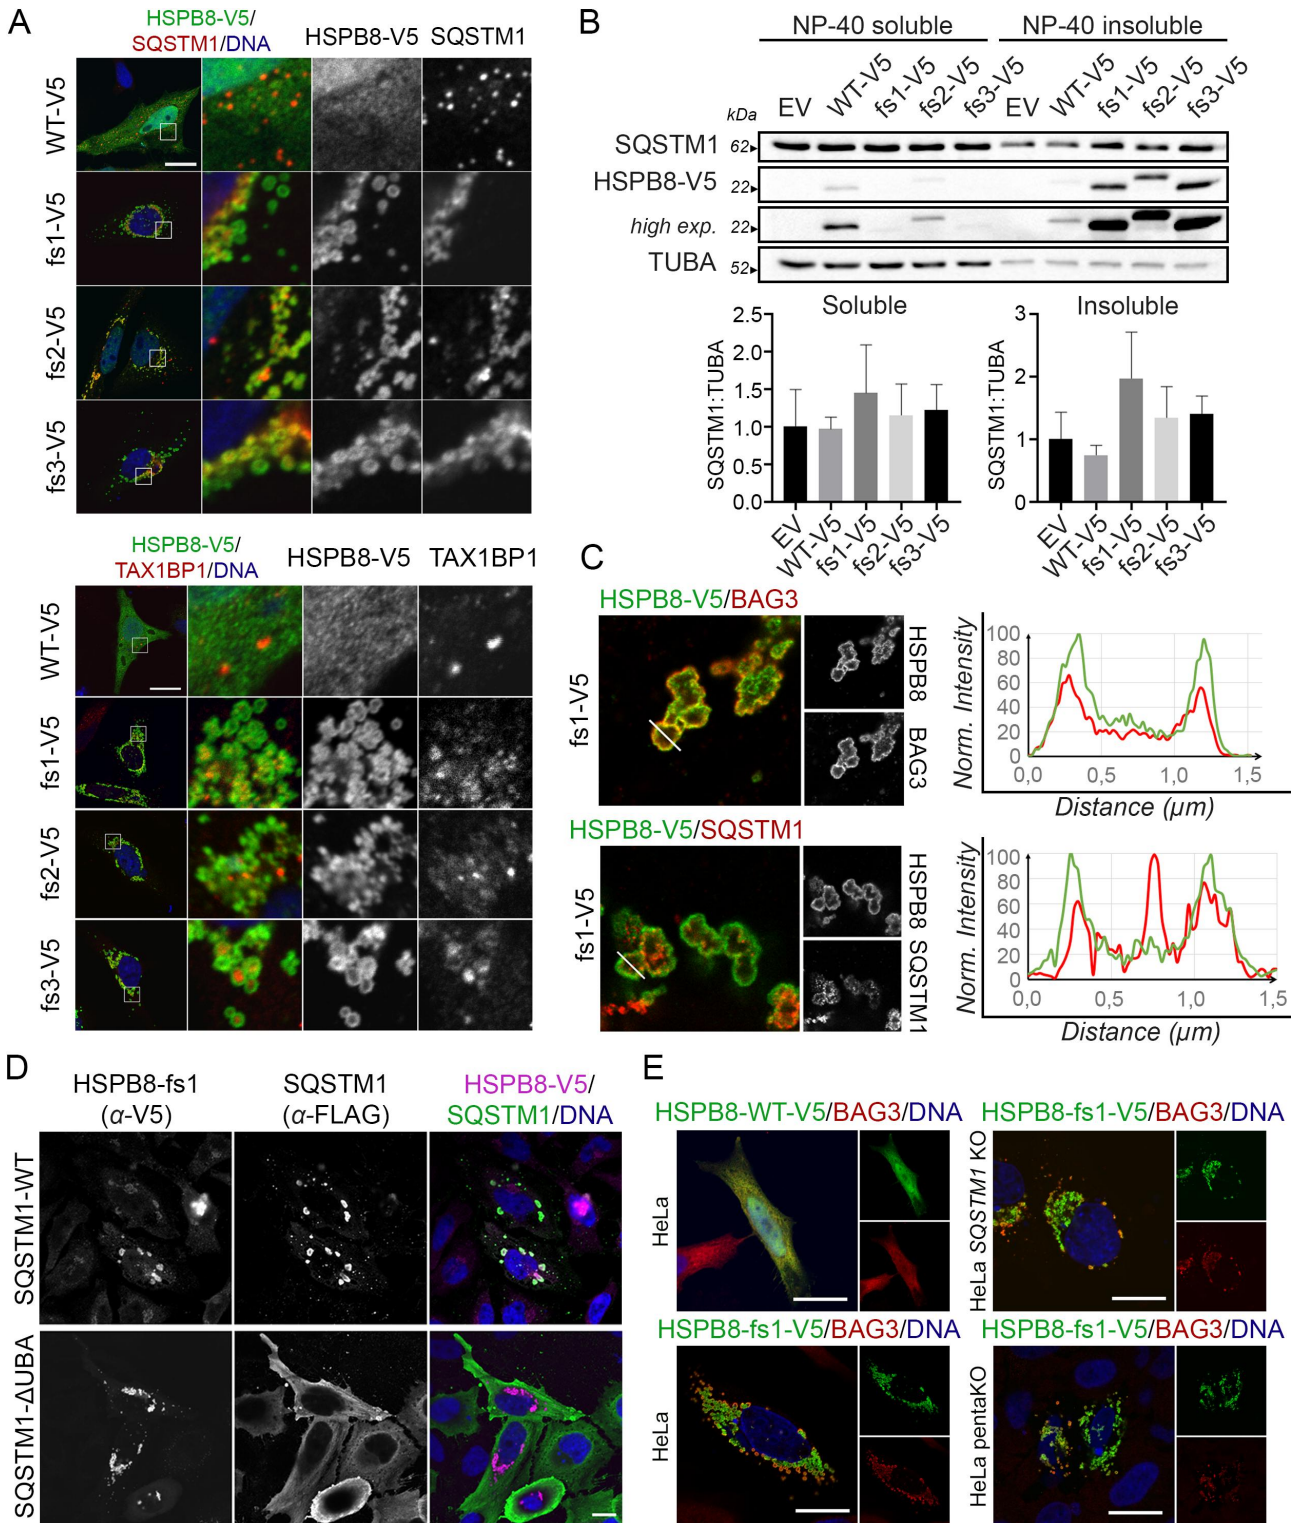 A
HSPB8-V5/
SQSTM1/DNA
HSPB8-V5
SQSTM1
WT-V5
fs1-V5
fs2-V5
fs3-V5
HSPB8-V5/
TAX1BP1/DNA
HSPB8-V5
TAX1BP1
WT-V5
fs1-V5
fs2-V5
fs3-V5
B
NP-40 soluble
NP-40 insoluble
kDa
EV
WT-V5
fs1-V5
fs2-V5
fs3-V5
EV
WT-V5
fs1-V5
fs2-V5
fs3-V5
SQSTM1
62
HSPB8-V5
22
high exp.
22
TUBA
52
Soluble
SQSTM1:TUBA
2.5
2.0
1.5
1.0
0.5
0.0
EV
WT-V5
fs1-V5
fs2-V5
fs3-V5
Insoluble
SQSTM1:TUBA
3
2
1
0
EV
WT-V5
fs1-V5
fs2-V5
fs3-V5
C
HSPB8-V5/BAG3
fs1-V5
HSPB8
BAG3
Norm. Intensity
100
80
60
40
20
0
0,0
0,5
1,0
1,5
Distance (µm)
HSPB8-V5/SQSTM1
fs1-V5
HSPB8
SQSTM1
Norm. Intensity
100
80
60
40
20
0
0,0
0,5
1,0
1,5
Distance (µm)
D
HSPB8-fs1
(α-V5)
SQSTM1
(α-FLAG)
HSPB8-V5/
SQSTM1/DNA
SQSTM1-WT
SQSTM1-ΔUBA
E
HSPB8-WT-V5/BAG3/DNA
HeLa
HSPB8-fs1-V5/BAG3/DNA
HeLa SQSTM1 KO
HSPB8-fs1-V5/BAG3/DNA
HeLa
HSPB8-fs1-V5/BAG3/DNA
HeLa pentaKO